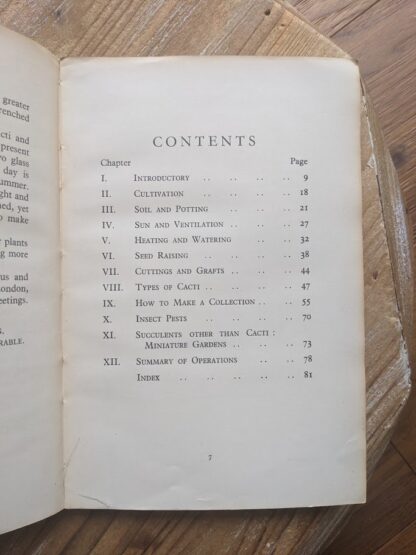 greater
renched
cti and
present
o glass
day is
ummer.
ght and
ed, yet
o make
plants
ng more
us and
ondon,
eetings.
S.
RABLE.
CONTENTS
Chapter Page
I. Introductory .. .. .. .. 9
II. Cultivation .. .. .. .. 18
III. Soil and Potting .. .. .. 21
IV. Sun and Ventilation .. .. .. 27
V. Heating and Watering .. .. 32
VI. Seed Raising .. .. .. .. 38
VII. Cuttings and Grafts .. .. .. 44
VIII. Types of Cacti .. .. .. .. 47
IX. How to Make a Collection .. .. 55
X. Insect Pests .. .. .. .. 70
XI. Succulents other than Cacti :
Miniature Gardens .. .. .. 73
XII. Summary of Operations .. .. 78
Index .. .. .. .. .. 81
7